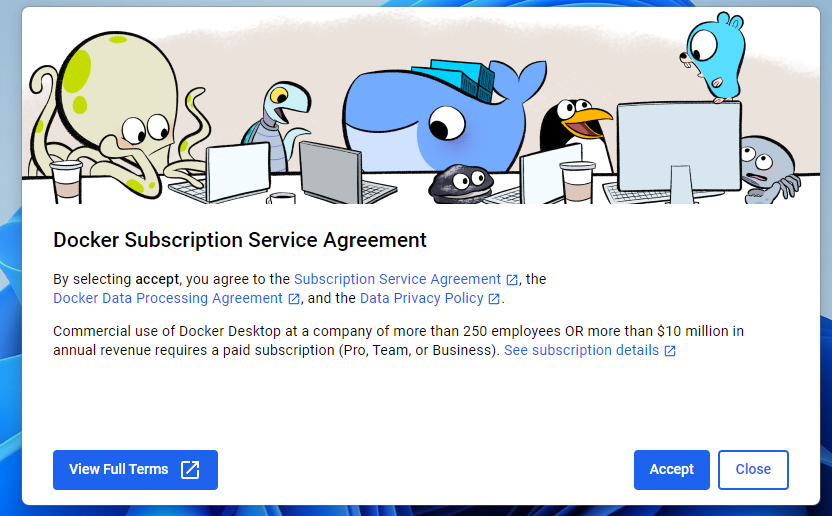 Docker Subscription Service Agreement
By selecting accept, you agree to the Subscription Service Agreement, the
Docker Data Processing Agreement, and the Data Privacy Policy.
Commercial use of Docker Desktop at a company of more than 250 employees OR more than $10 million in
annual revenue requires a paid subscription (Pro, Team, or Business). See subscription details
View Full Terms
Accept
Close